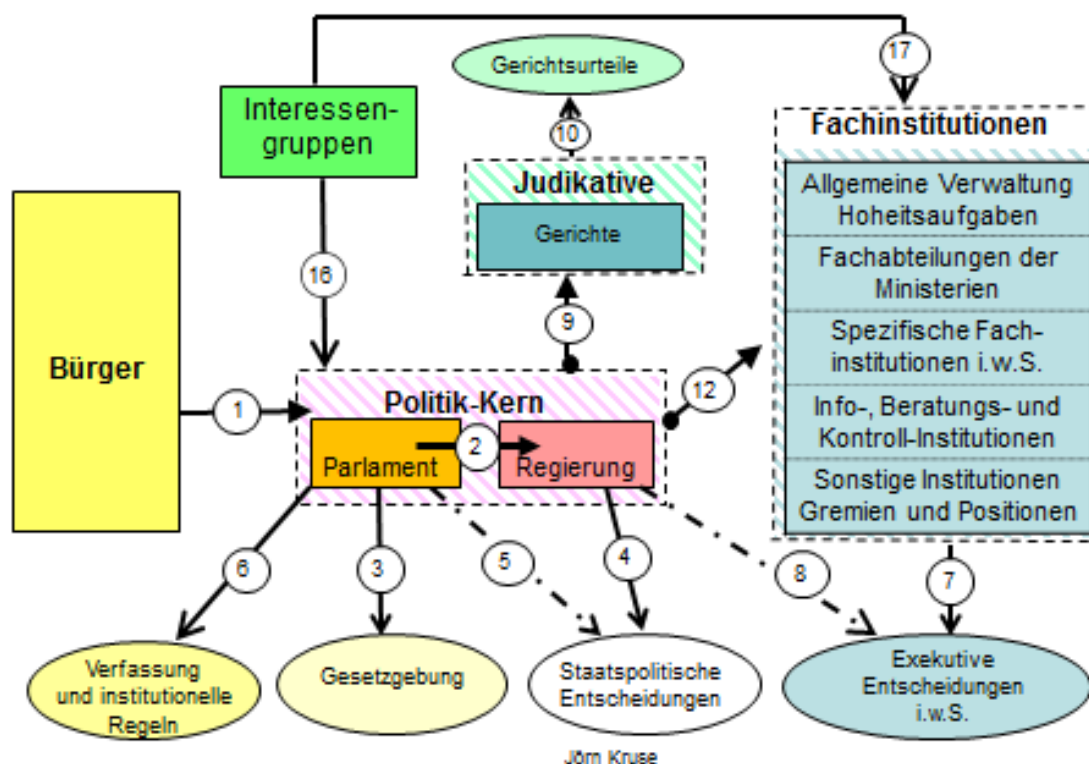 17
Gerichtsurteile
Interessen-
gruppen
10
Fachinstitutionen
Judikative
Gerichte
Allgemeine Verwaltung
Hoheitsaufgaben
Fachabteilungen der
Ministerien
Spezifische Fach-
institutionen i.w.S.
Info-, Beratungs- und
Kontroll-Institutionen
Sonstige Institutionen
Gremien und Positionen
16
9
12
Bürger
1
Politik-Kern
Parlament
2
Regierung
6
3
5
4
8
7
Verfassung
und institutionelle
Regeln
Gesetzgebung
Staatspolitische
Entscheidungen
Exekutive
Entscheidungen
i.w.S.
Jörn Kruse